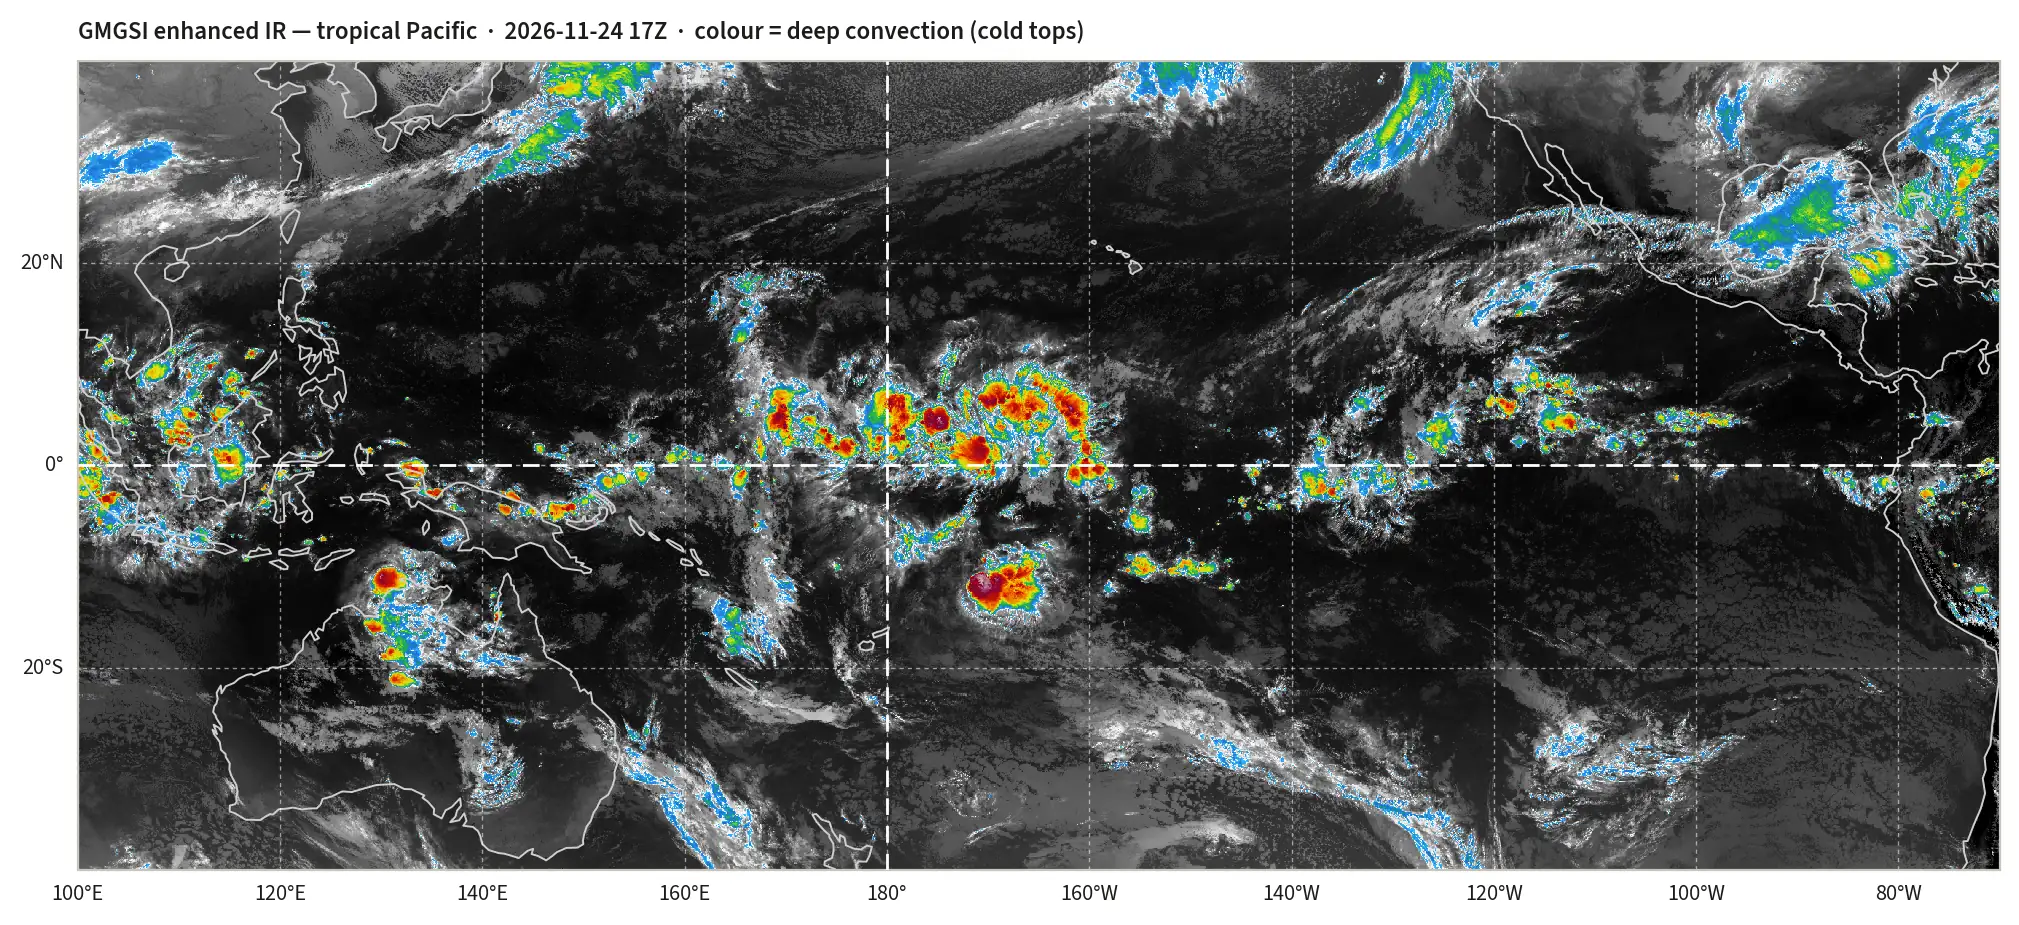 GMGSI enhanced IR — tropical Pacific · 2026-11-24 17Z · colour = deep convection (cold tops)
20°N
0°
20°S
100°E 120°E 140°E 160°E 180° 160°W 140°W 120°W 100°W 80°W